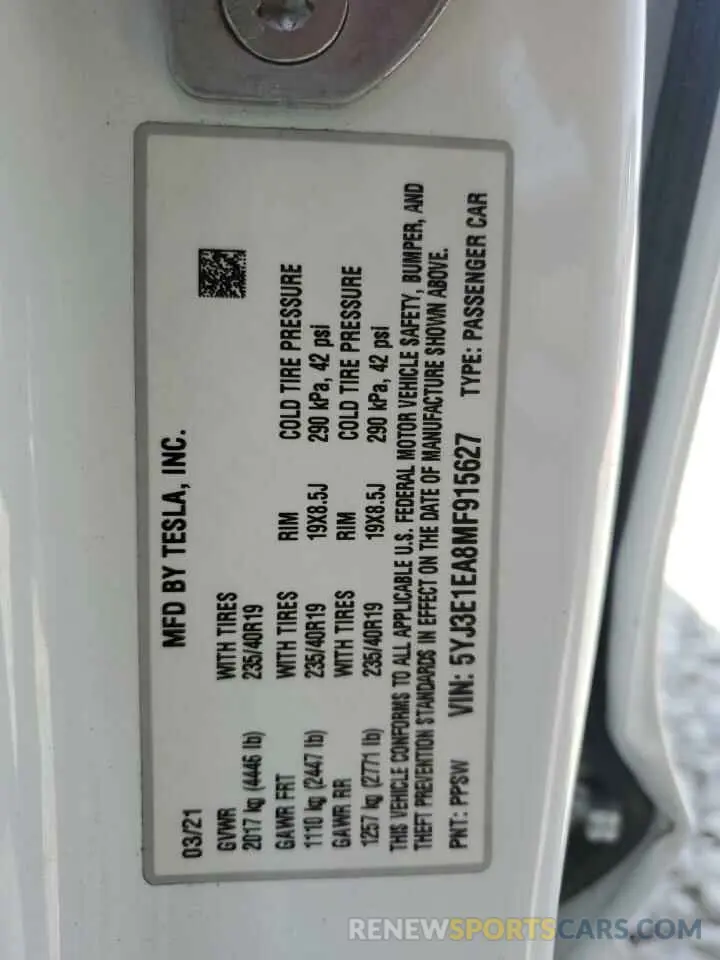 MFD BY TESLA, INC.
03/21
GVWR WITH TIRES
2017 kg (4446 lb) 235/40R19
GAWR FRT WITH TIRES RIM COLD TIRE PRESSURE
1110 kg (2447 lb) 235/40R19 19X8.5J 290 kPa, 42 psi
GAWR RR WITH TIRES RIM COLD TIRE PRESSURE
1257 kg (2771 lb) 235/40R19 19X8.5J 290 kPa, 42 psi
THIS VEHICLE CONFORMS TO ALL APPLICABLE U.S. FEDERAL MOTOR VEHICLE SAFETY, BUMPER, AND
THEFT PREVENTION STANDARDS IN EFFECT ON THE DATE OF MANUFACTURE SHOWN ABOVE.
PNT: PPSW VIN: 5YJ3E1EA8MF915627 TYPE: PASSENGER CAR
RENEWSPORTSCARS.COM